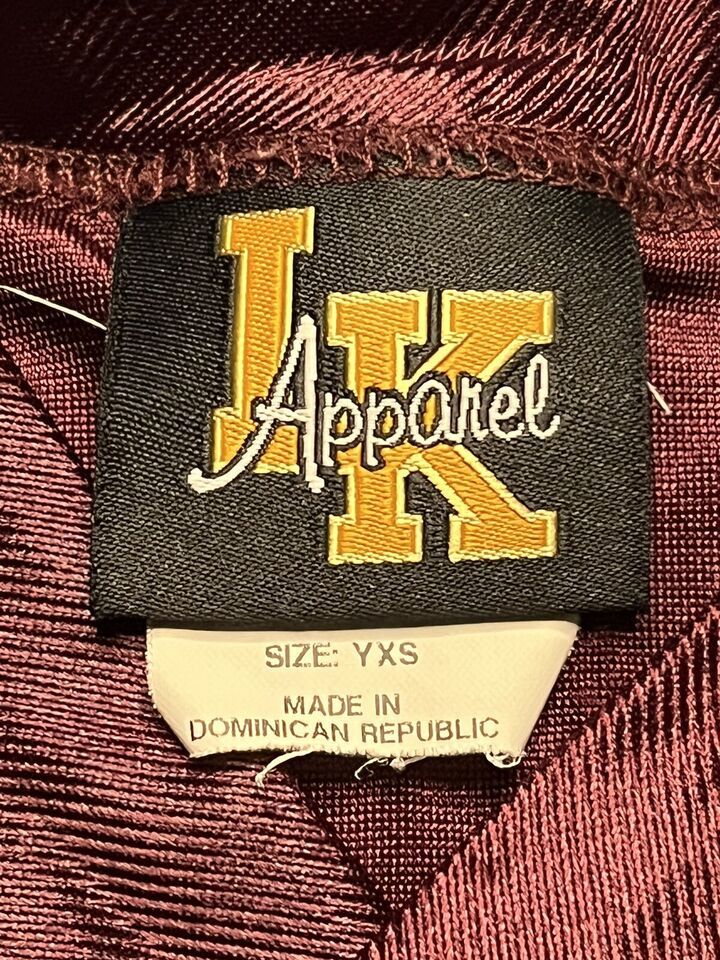 LK
Apparel
SIZE: YXS
MADE IN
DOMINICAN REPUBLIC